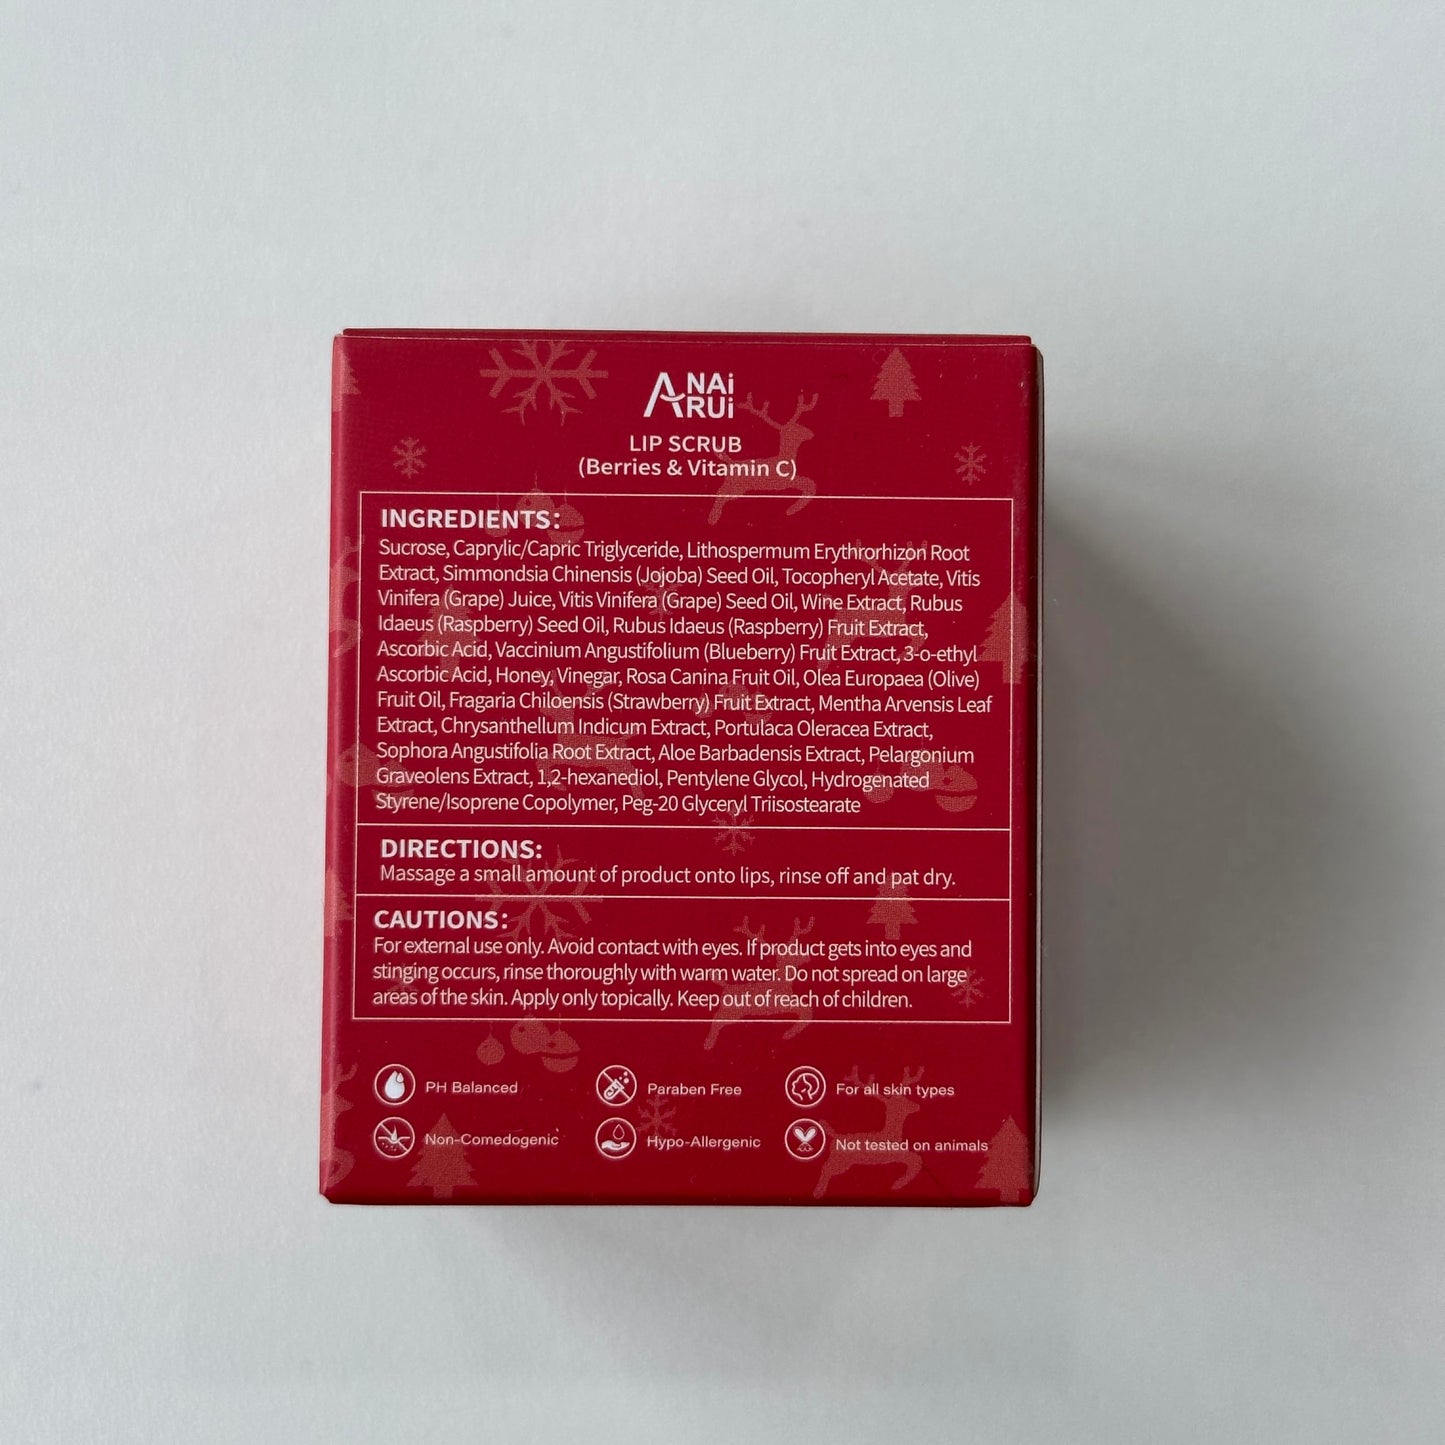 ANAi
RUi
LIP SCRUB
(Berries & Vitamin C)
INGREDIENTS:
Sucrose, Caprylic/Capric Triglyceride, Lithospermum Erythrorhizon Root
Extract, Simmondsia Chinensis (Jojoba) Seed Oil, Tocopheryl Acetate, Vitis
Vinifera (Grape) Juice, Vitis Vinifera (Grape) Seed Oil, Wine Extract, Rubus
Idaeus (Raspberry) Seed Oil, Rubus Idaeus (Raspberry) Fruit Extract,
Ascorbic Acid, Vaccinium Angustifolium (Blueberry) Fruit Extract, 3-o-ethyl
Ascorbic Acid, Honey, Vinegar, Rosa Canina Fruit Oil, Olea Europaea (Olive)
Fruit Oil, Fragaria Chiloensis (Strawberry) Fruit Extract, Mentha Arvensis Leaf
Extract, Chrysanthellum Indicum Extract, Portulaca Oleracea Extract,
Sophora Angustifolia Root Extract, Aloe Barbadensis Extract, Pelargonium
Graveolens Extract, 1,2-hexanediol, Pentylene Glycol, Hydrogenated
Styrene/Isoprene Copolymer, Peg-20 Glyceryl Triisostearate
DIRECTIONS:
Massage a small amount of product onto lips, rinse off and pat dry.
CAUTIONS:
For external use only. Avoid contact with eyes. If product gets into eyes and
stinging occurs, rinse thoroughly with warm water. Do not spread on large
areas of the skin. Apply only topically. Keep out of reach of children.
PH Balanced
Paraben Free
For all skin types
Non-Comedogenic
Hypo-Allergenic
Not tested on animals